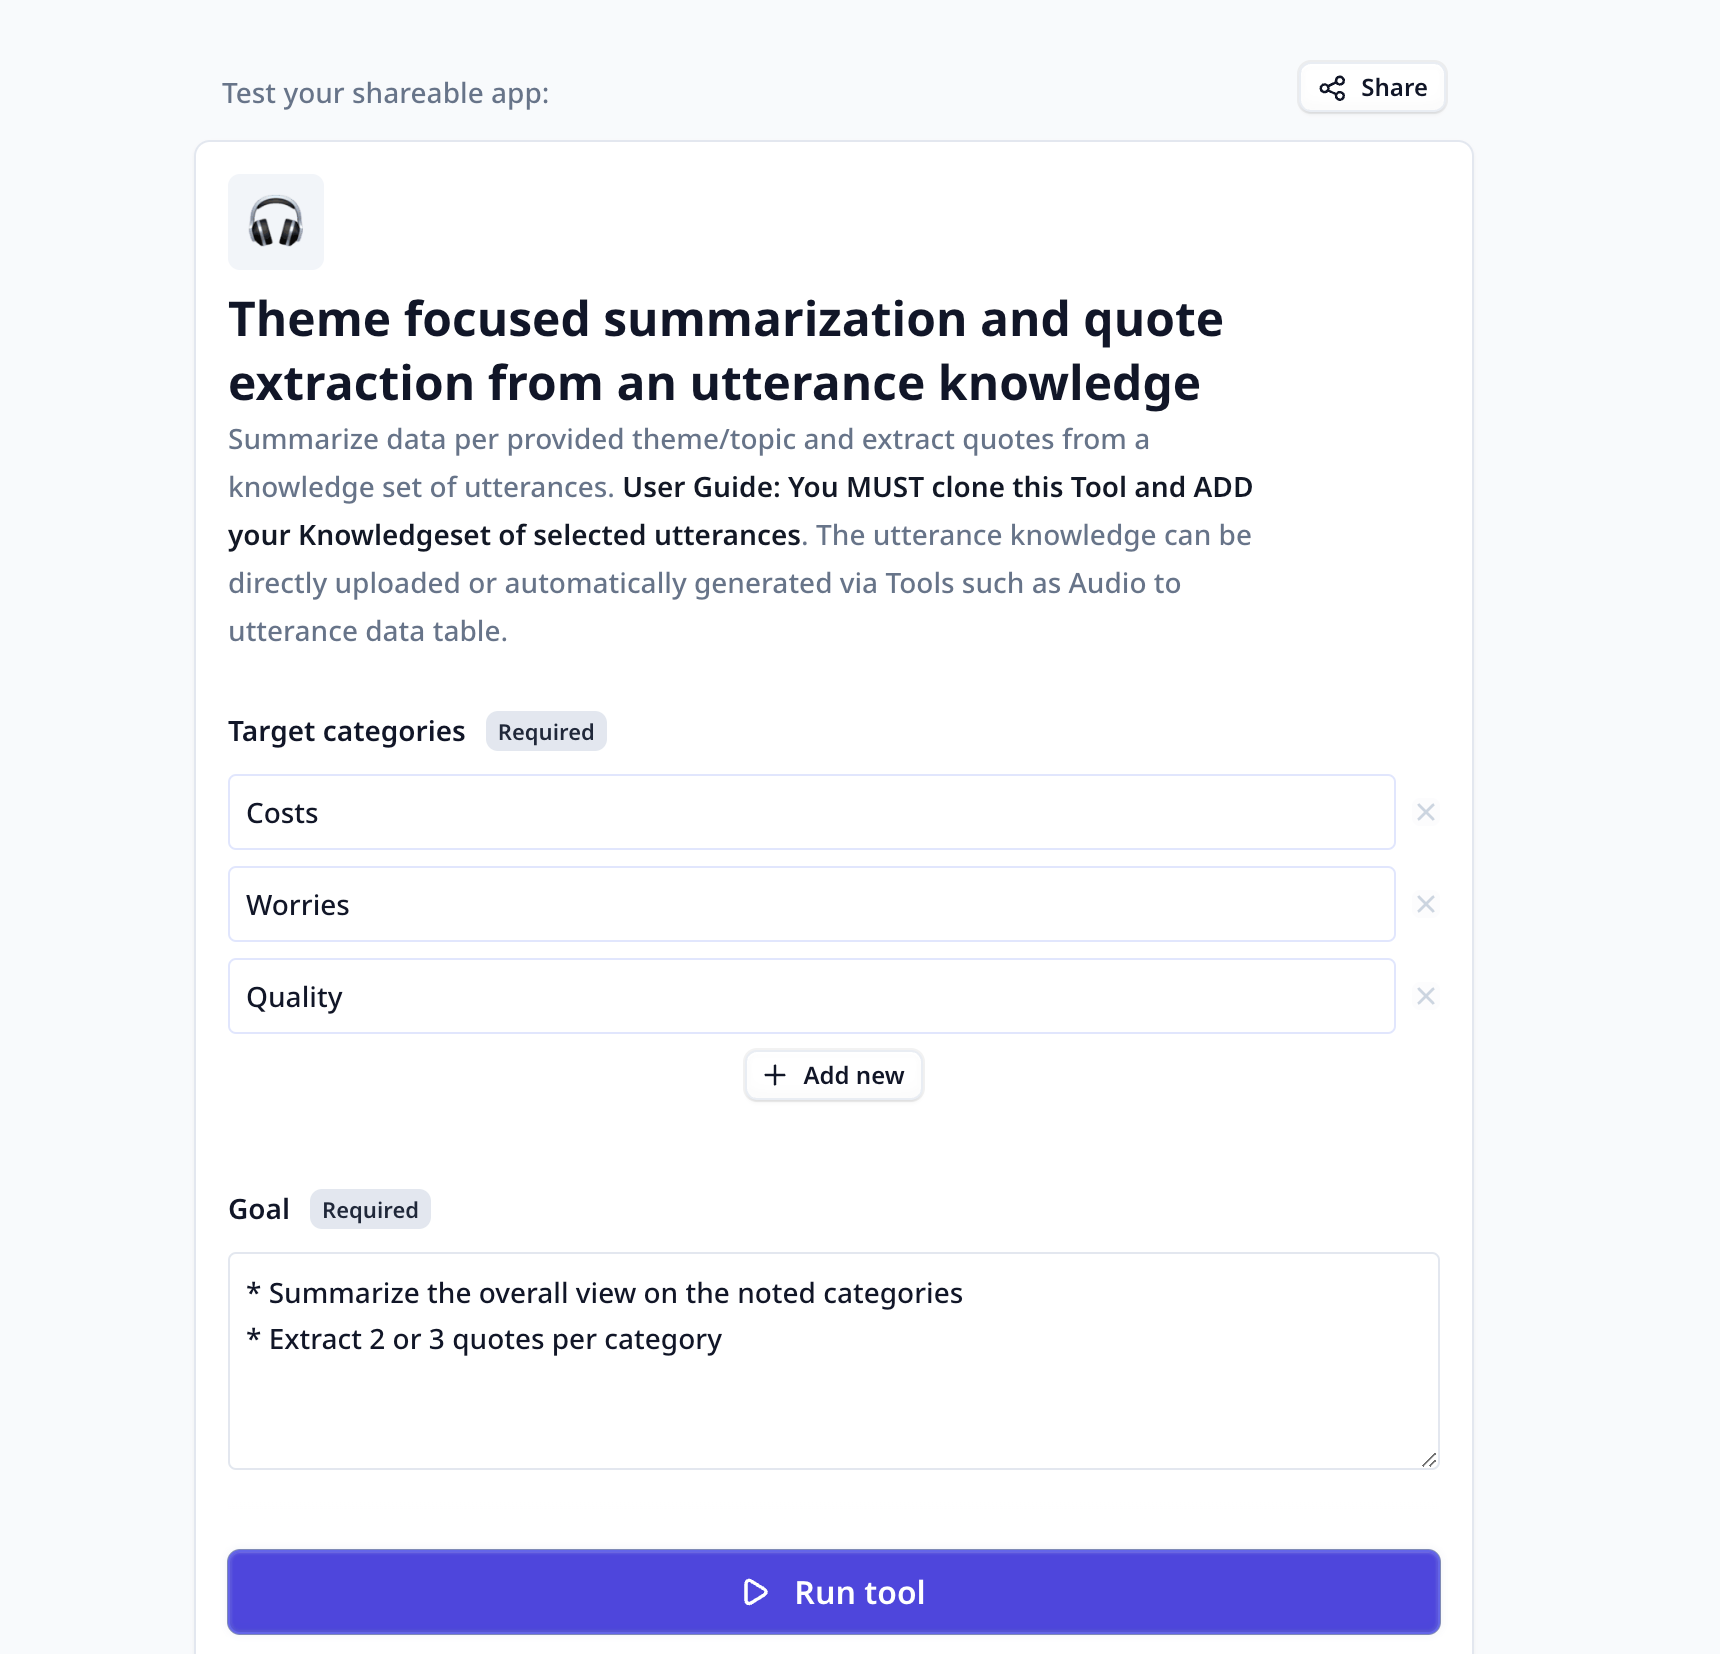 Test your shareable app:
Share
Theme focused summarization and quote
extraction from an utterance knowledge
Summarize data per provided theme/topic and extract quotes from a
knowledge set of utterances. User Guide: You MUST clone this Tool and ADD
your Knowledgeset of selected utterances. The utterance knowledge can be
directly uploaded or automatically generated via Tools such as Audio to
utterance data table.
Target categories Required
Costs
Worries
Quality
Add new
Goal Required
* Summarize the overall view on the noted categories
* Extract 2 or 3 quotes per category
Run tool